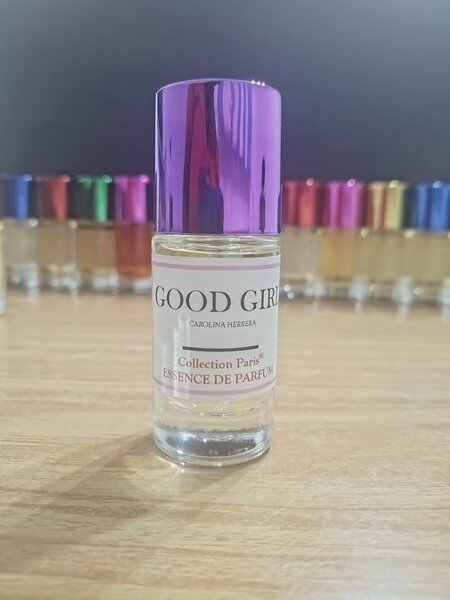 GOOD GIRL
CAROLINA HERRERA
Collection Paris®
ESSENCE DE PARFUM